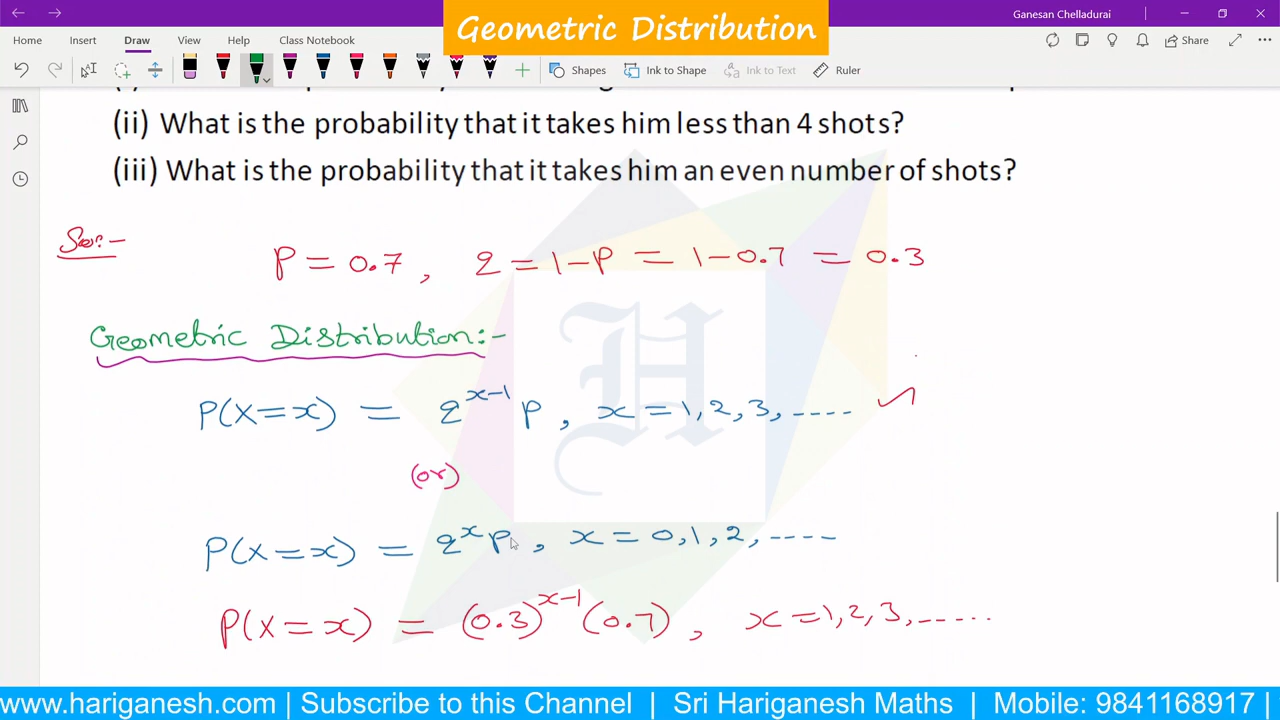 Geometric Distribution
Ganesan Chelladurai
Home Insert Draw View Help Class Notebook
Share
Shapes Ink to Shape Ink to Text Ruler
(ii) What is the probability that it takes him less than 4 shots?
(iii) What is the probability that it takes him an even number of shots?
Sol:-
P = 0.7, q = 1-P = 1-0.7 = 0.3
Geometric Distribution:-
P(X=x) = q^{x-1} p, x = 1, 2, 3, ....
(or)
P(X=x) = q^x p, x = 0, 1, 2, ----
P(X=x) = (0.3)^{x-1} (0.7), x = 1, 2, 3, .....
H
www.hariganesh.com | Subscribe to this Channel | Sri Hariganesh Maths | Mobile: 9841168917 |